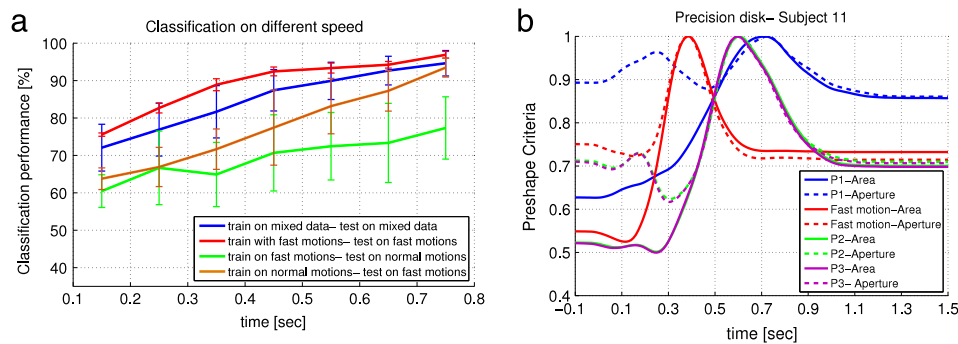 a
Classification on different speed
Classification performance [%]
100
90
80
70
60
50
40
0.1 0.2 0.3 0.4 0.5 0.6 0.7 0.8
time [sec]
train on mixed data– test on mixed data
train with fast motions– test on fast motions
train on fast motions– test on normal motions
train on normal motions– test on fast motions
b
Precision disk– Subject 11
Preshape Criteria
1
0.9
0.8
0.7
0.6
0.5
0.4
−0.1 0.1 0.3 0.5 0.7 0.9 1.1 1.3 1.5
time [sec]
P1–Area
P1–Aperture
Fast motion–Area
Fast motion–Aperture
P2–Area
P2–Aperture
P3–Area
P3– Aperture